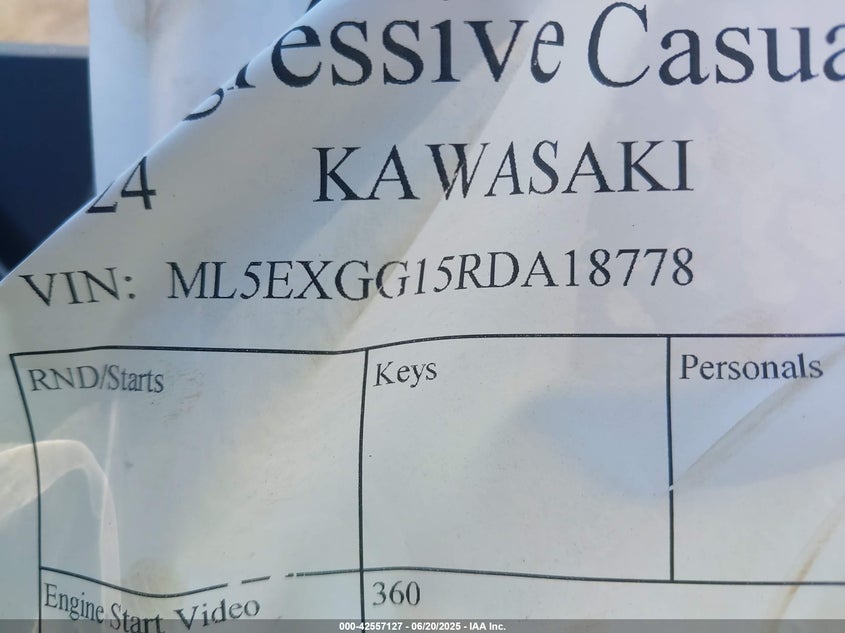 ressive Casua
24 KAWASAKI
VIN: ML5EXGG15RDA18778
RND/Starts Keys Personals
Engine Start Video 360
000-42557127 - 06/20/2025 - IAA Inc.